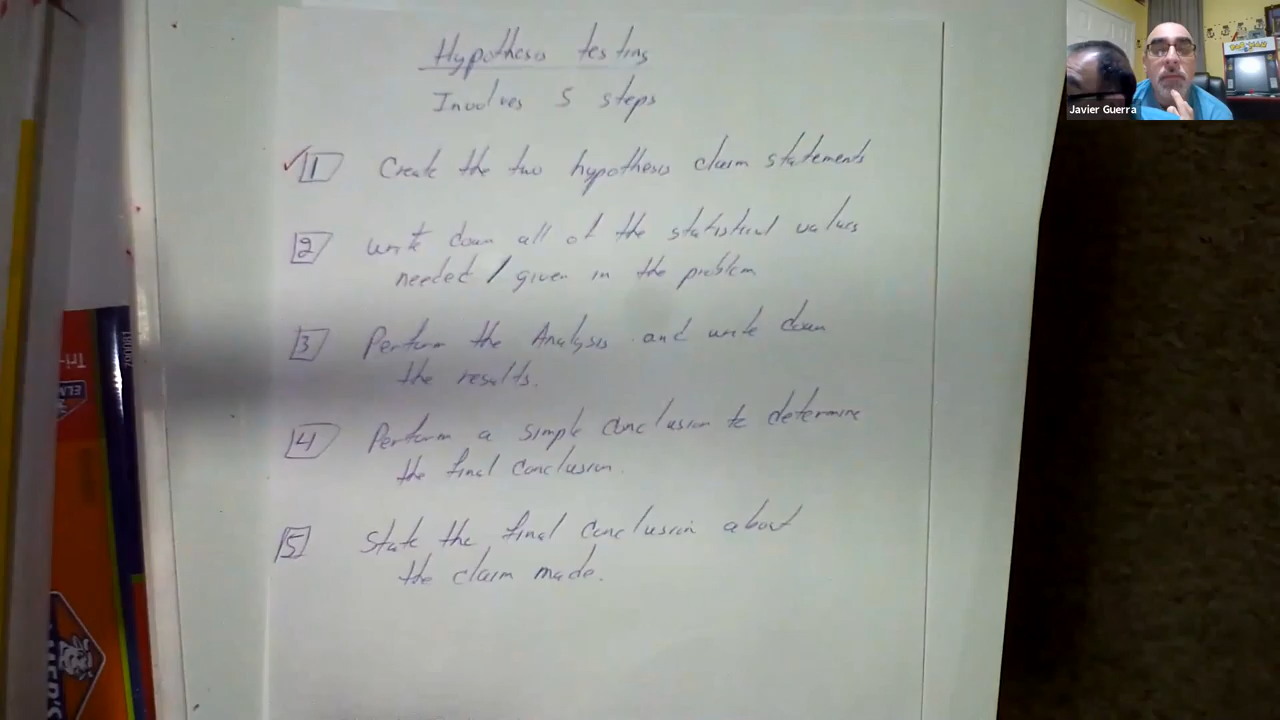 Hypothesis testing
Involves 5 steps
1 Create the two hypothesis claim statements
2 write down all of the statistical values
needed / given in the problem
3 Perform the Analysis and write down
the results.
4 Perform a simple conclusion to determine
the final conclusion.
5 State the final conclusion about
the claim made.
Javier Guerra